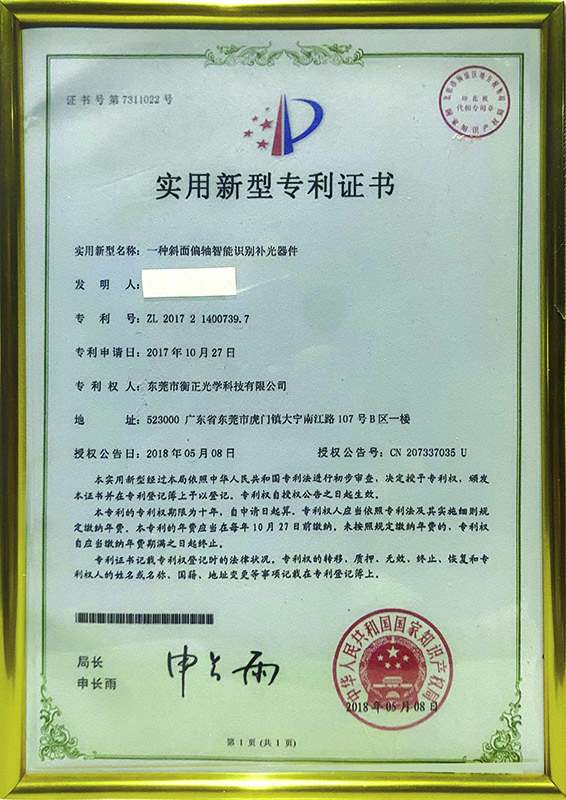 证书号第7311022号
印花税
代扣专用章
国家知识产权局
实用新型专利证书
实用新型名称：一种斜面偏轴智能识别补光器件
发明人：
专利号：ZL 2017 2 1400739.7
专利申请日：2017年10月27日
专利权人：东莞市衡正光学科技有限公司
地址：523000 广东省东莞市虎门镇大宁南江路107号B区一楼
授权公告日：2018年05月08日 授权公告号：CN 207337035 U
本实用新型经过本局依照中华人民共和国专利法进行初步审查，决定授予专利权，颁发
本证书并在专利登记簿上予以登记。专利权自授权公告之日起生效。
本专利的专利权期限为十年，自申请日起算。专利权人应当依照专利法及其实施细则规
定缴纳年费。本专利的年费应当在每年10月27日前缴纳。未按照规定缴纳年费的，专利权
自应当缴纳年费期满之日起终止。
专利证书记载专利权登记时的法律状况。专利权的转移、质押、无效、终止、恢复和专
利权人的姓名或名称、国籍、地址变更等事项记载在专利登记簿上。
局长
申长雨
申长雨
中华人民共和国国家知识产权局
2018年05月08日
第1页（共1页）